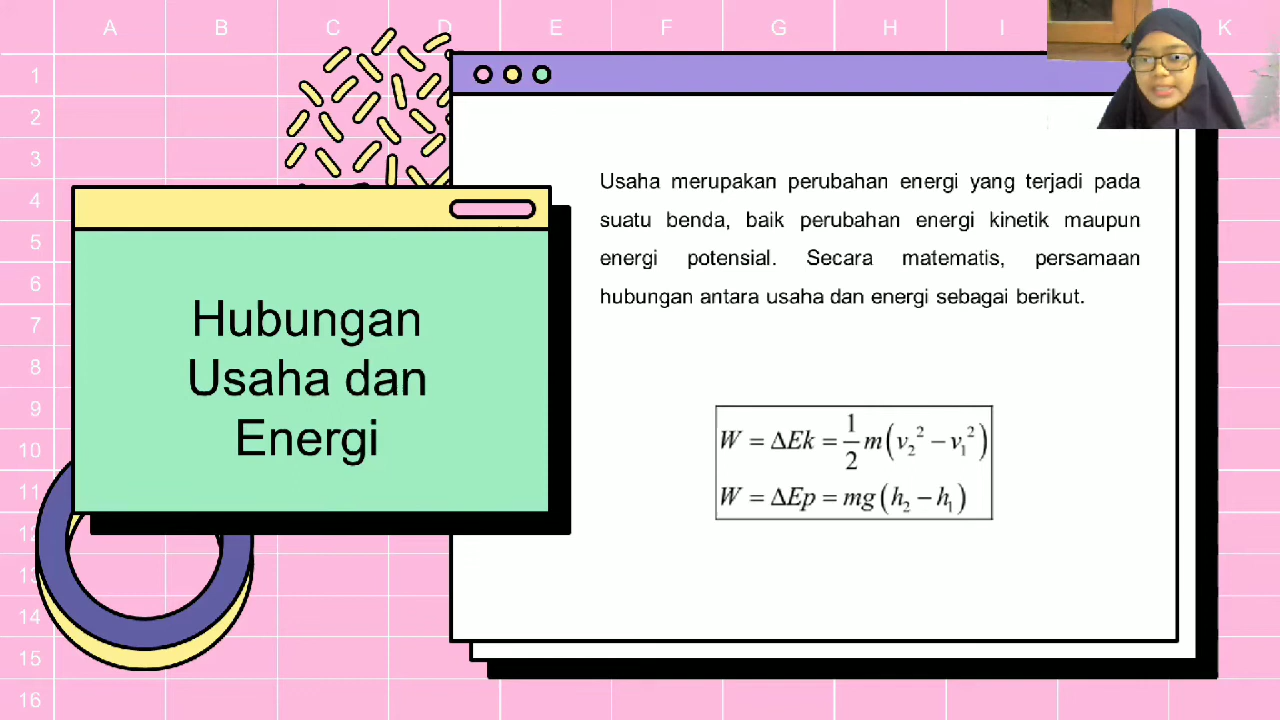 A B C D E F G H I K
1
2
3
4
5
6
7
8
9
10
11
12
13
14
15
16
Hubungan
Usaha dan
Energi
Usaha merupakan perubahan energi yang terjadi pada
suatu benda, baik perubahan energi kinetik maupun
energi potensial. Secara matematis, persamaan
hubungan antara usaha dan energi sebagai berikut.
W = ΔEk = 1/2 m(v₂² − v₁²)
W = ΔEp = mg(h₂ − h₁)